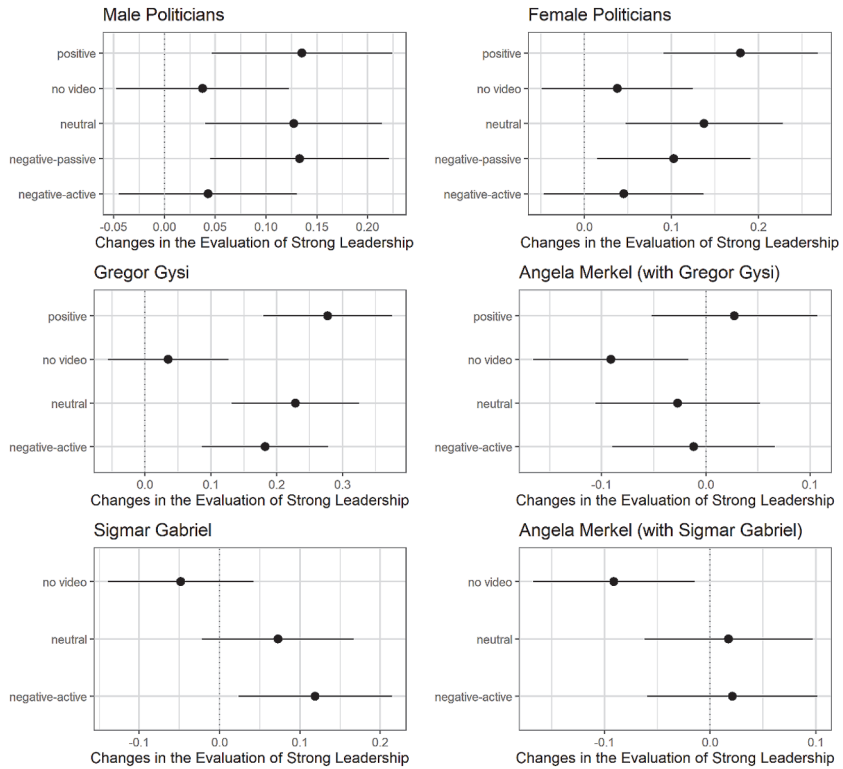 Male Politicians
positive
no video
neutral
negative-passive
negative-active
-0.05 0.00 0.05 0.10 0.15 0.20
Changes in the Evaluation of Strong Leadership
Female Politicians
positive
no video
neutral
negative-passive
negative-active
0.0 0.1 0.2
Changes in the Evaluation of Strong Leadership
Gregor Gysi
positive
no video
neutral
negative-active
0.0 0.1 0.2 0.3
Changes in the Evaluation of Strong Leadership
Angela Merkel (with Gregor Gysi)
positive
no video
neutral
negative-active
-0.1 0.0 0.1
Changes in the Evaluation of Strong Leadership
Sigmar Gabriel
no video
neutral
negative-active
-0.1 0.0 0.1 0.2
Changes in the Evaluation of Strong Leadership
Angela Merkel (with Sigmar Gabriel)
no video
neutral
negative-active
-0.1 0.0 0.1
Changes in the Evaluation of Strong Leadership